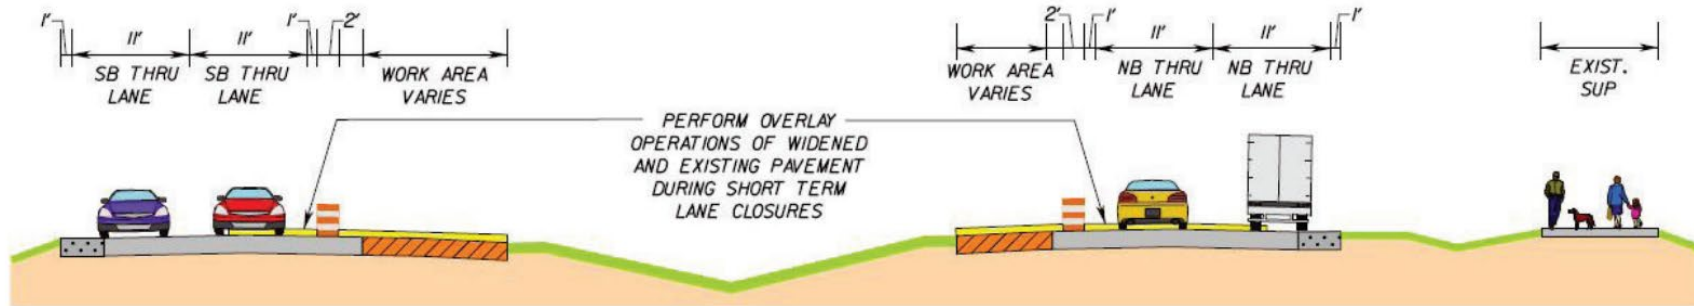 1'
11'
11'
1'
2'
SB THRU
LANE
SB THRU
LANE
WORK AREA
VARIES
2'
1'
11'
11'
1'
WORK AREA
VARIES
NB THRU
LANE
NB THRU
LANE
EXIST.
SUP
PERFORM OVERLAY
OPERATIONS OF WIDENED
AND EXISTING PAVEMENT
DURING SHORT TERM
LANE CLOSURES